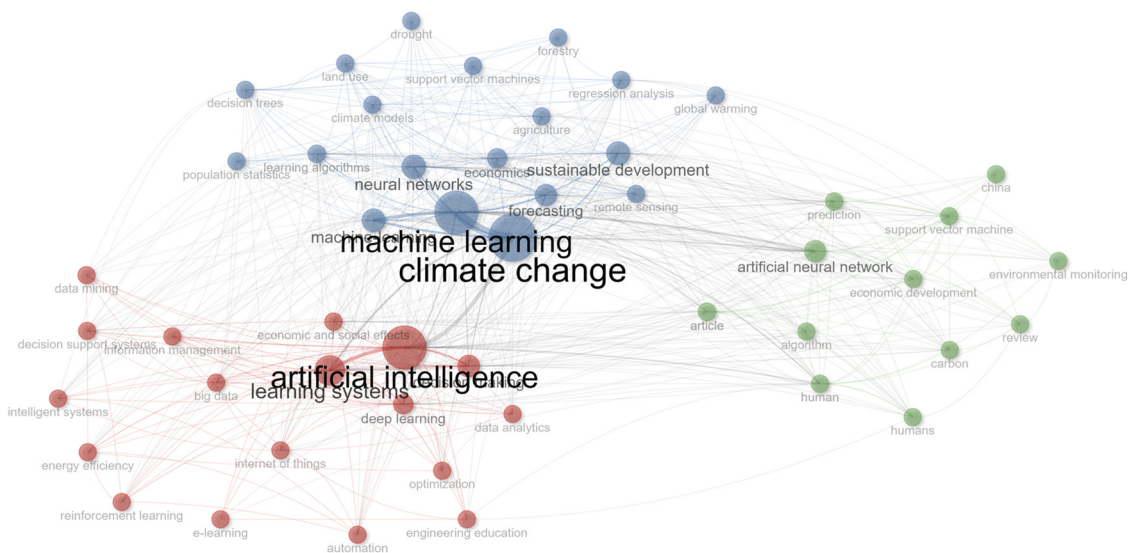 drought
forestry
land use
support vector machines
regression analysis
decision trees
global warming
climate models
agriculture
learning algorithms
economics
sustainable development
population statistics
neural networks
china
forecasting
remote sensing
prediction
support vector machine
machine learning
machine learning
climate change
artificial neural network
environmental monitoring
data mining
economic development
article
economic and social effects
decision support systems
information management
algorithm
review
carbon
artificial intelligence
decision making
learning systems
big data
human
intelligent systems
deep learning
data analytics
humans
energy efficiency
internet of things
optimization
reinforcement learning
e-learning
engineering education
automation